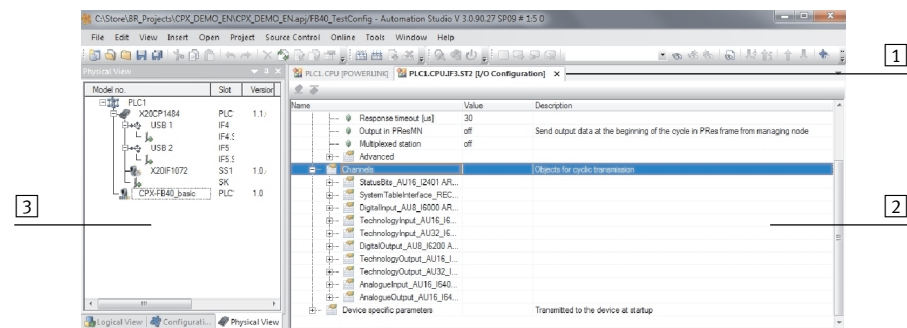 C:\Store\BR_Projects\CPX_DEMO_EN\CPX_DEMO_EN.apj/FB40_TestConfig - Automation Studio V 3.0.90.27 SP09 # 1:5 0
File Edit View Insert Open Project Source Control Online Tools Window Help
1
Physical View
PLC1.CPU [POWERLINK] PLC1.CPU.IF3.ST2 [I/O Configuration]
Model no. Slot Version
PLC1
X20CP1484 PLC 1.1.
USB 1 IF4
IF4.S
USB 2 IF5
IF5.S
X20IF1072 SS1 1.0.
SK
CPX-FB40_basic PLC 1.0
Name Value Description
Response timeout [us] 30
Output in PResMN off Send output data at the beginning of the cycle in PRes frame from managing node
Multiplexed station off
Advanced
Channels Objects for cyclic transmission
StatusBits_AU16_I2401 AR...
SystemTableInterface_REC...
DigitalInput_AU8_I6000 AR...
TechnologyInput_AU16_I6...
TechnologyInput_AU32_I6...
DigitalOutput_AU8_I6200 A...
TechnologyOutput_AU16_I...
TechnologyOutput_AU32_I...
AnalogueInput_AU16_I640...
AnalogueOutput_AU16_I64...
Device specific parameters Transmitted to the device at startup
3
2
Logical View Configurati... Physical View